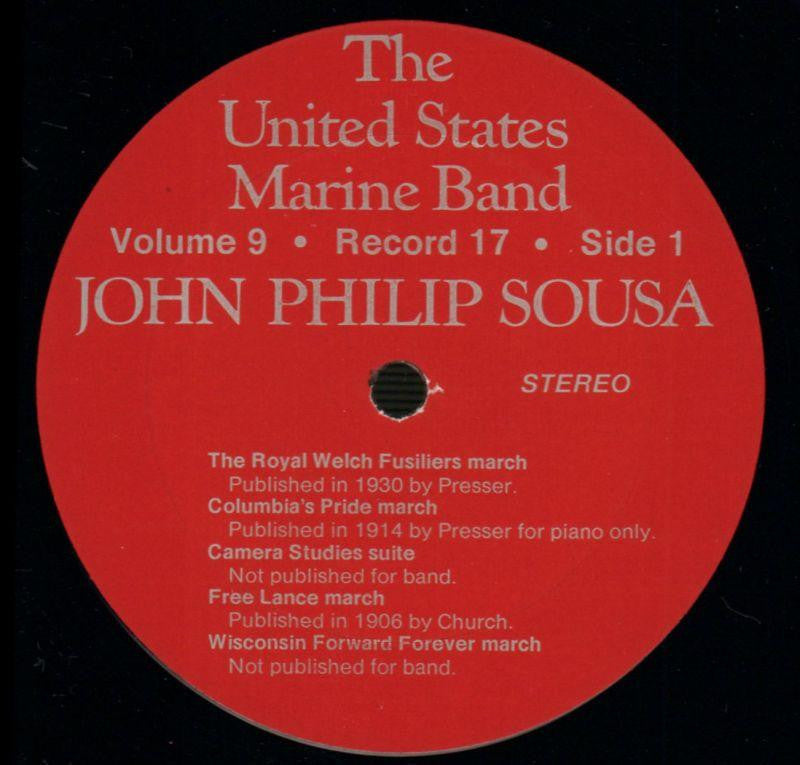 The
United States
Marine Band
Volume 9 • Record 17 • Side 1
JOHN PHILIP SOUSA
STEREO
The Royal Welch Fusiliers march
Published in 1930 by Presser.
Columbia's Pride march
Published in 1914 by Presser for piano only.
Camera Studies suite
Not published for band.
Free Lance march
Published in 1906 by Church.
Wisconsin Forward Forever march
Not published for band.